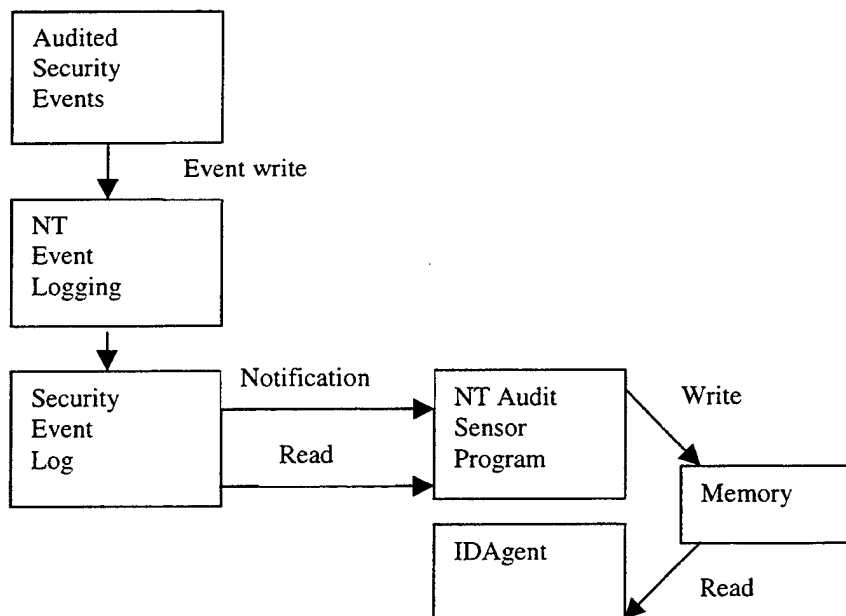 Audited
Security
Events
Event write
NT
Event
Logging
Security
Event
Log
Notification
Read
NT Audit
Sensor
Program
Write
Memory
IDAgent
Read